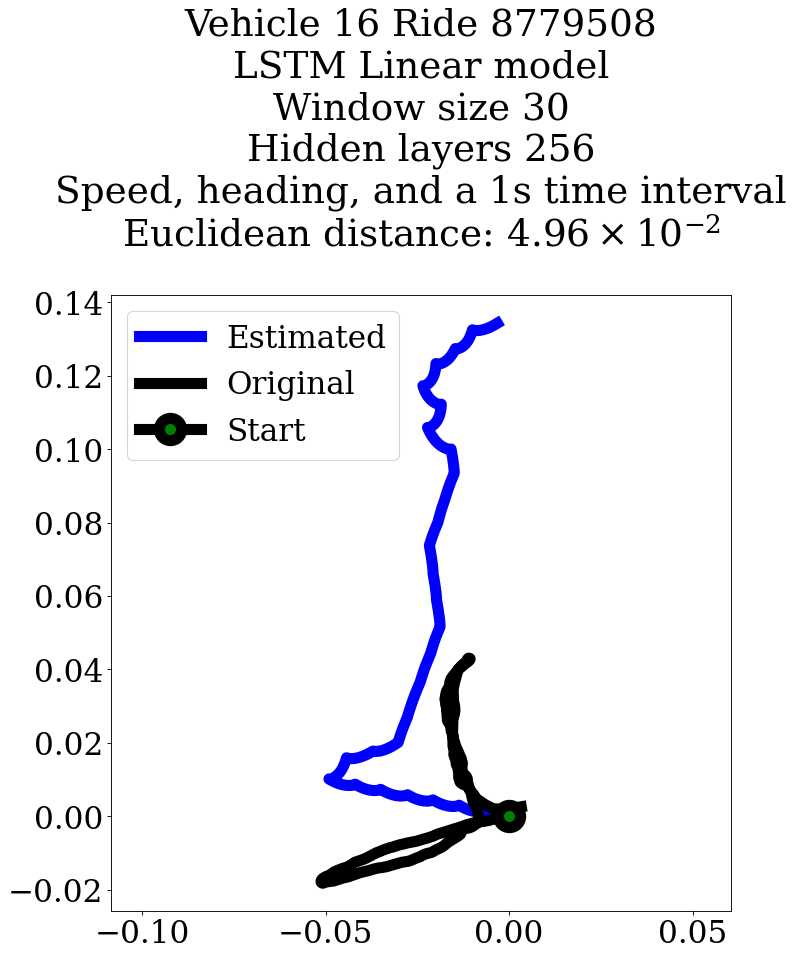 Vehicle 16 Ride 8779508
LSTM Linear model
Window size 30
Hidden layers 256
Speed, heading, and a 1s time interval
Euclidean distance: 4.96 × 10⁻²
0.14
Estimated
0.12
Original
0.10
Start
0.08
0.06
0.04
0.02
0.00
−0.02
−0.10 −0.05 0.00 0.05